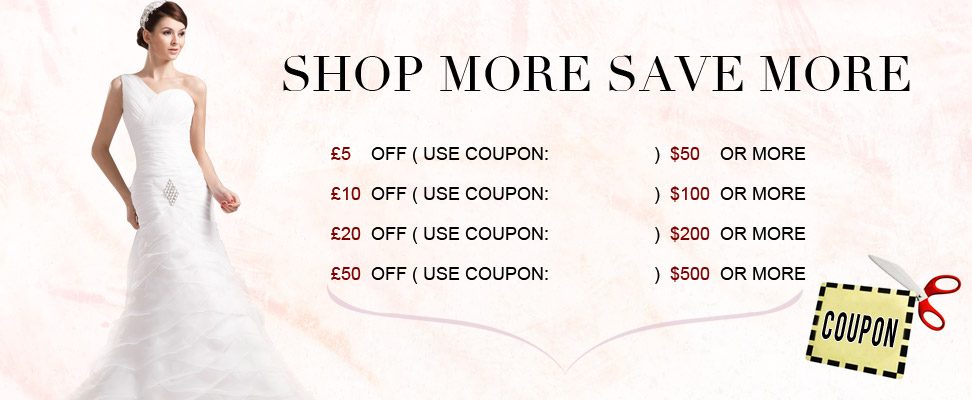 SHOP MORE SAVE MORE
£5 OFF ( USE COUPON: ) $50 OR MORE
£10 OFF ( USE COUPON: ) $100 OR MORE
£20 OFF ( USE COUPON: ) $200 OR MORE
£50 OFF ( USE COUPON: ) $500 OR MORE
COUPON